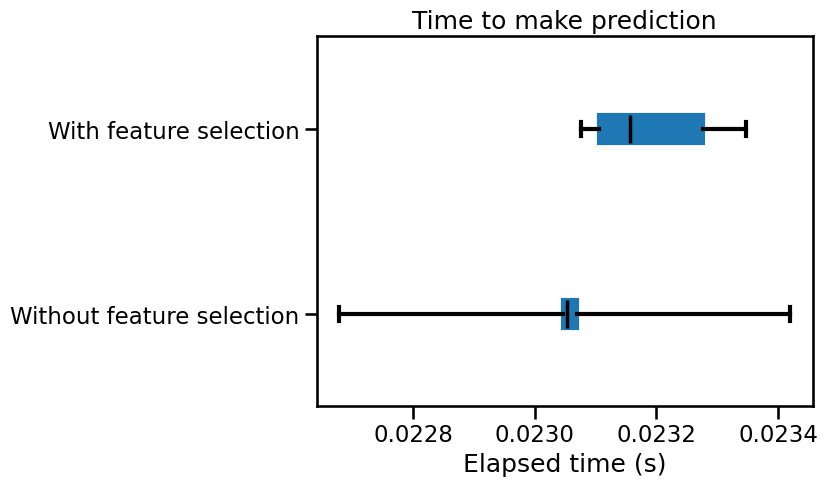 Time to make prediction
With feature selection
Without feature selection
0.0228 0.0230 0.0232 0.0234
Elapsed time (s)